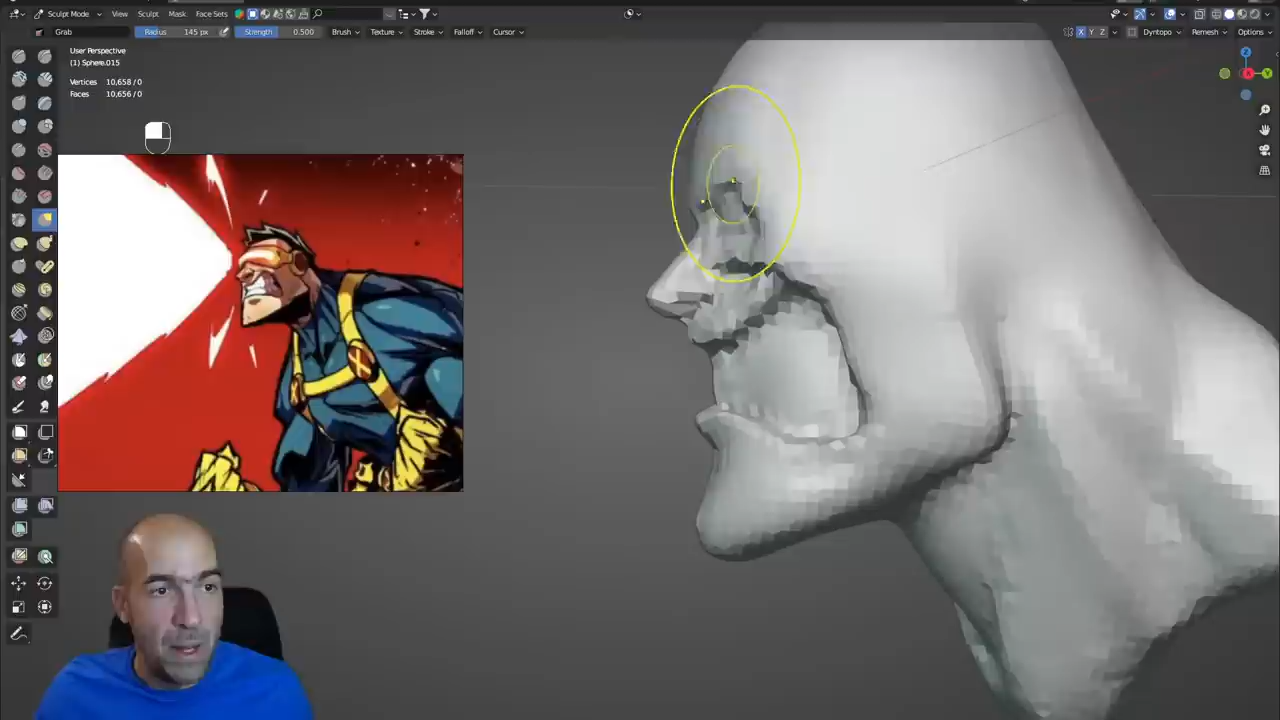 Sculpt Mode View Sculpt Mask Face Sets Options
Grab Radius 145 px Strength 0.500 Brush Texture Stroke Falloff Cursor X Y Z Dyntopo Remesh Options
User Perspective
(1) Sphere.015
Vertices 10,658 / 0
Faces 10,656 / 0
Z
Y